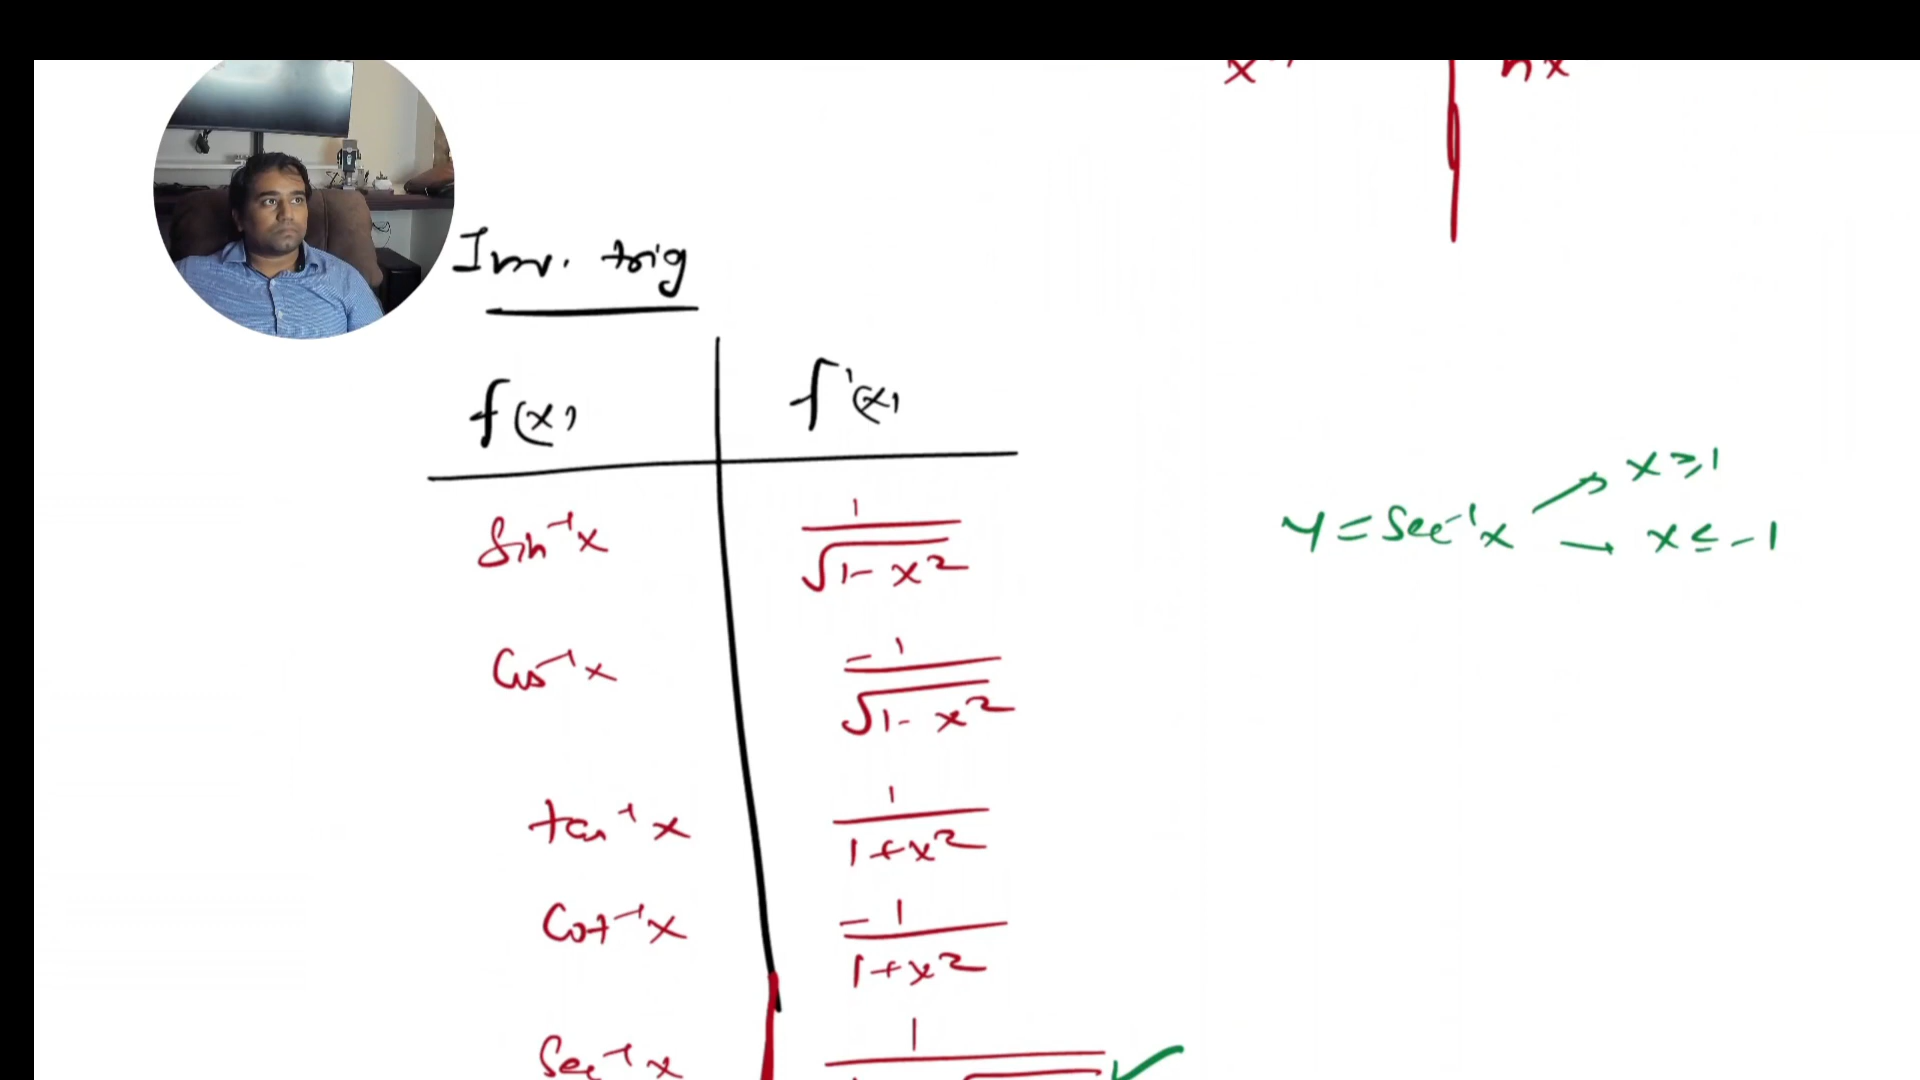 Inv. trig
f(x) f'(x)
sin⁻¹x 1/√(1-x²)
Cos⁻¹x -1/√(1-x²)
tan⁻¹x 1/(1+x²)
Cot⁻¹x -1/(1+x²)
Sec⁻¹x 1
y = Sec⁻¹x x ≥ 1
x ≤ -1